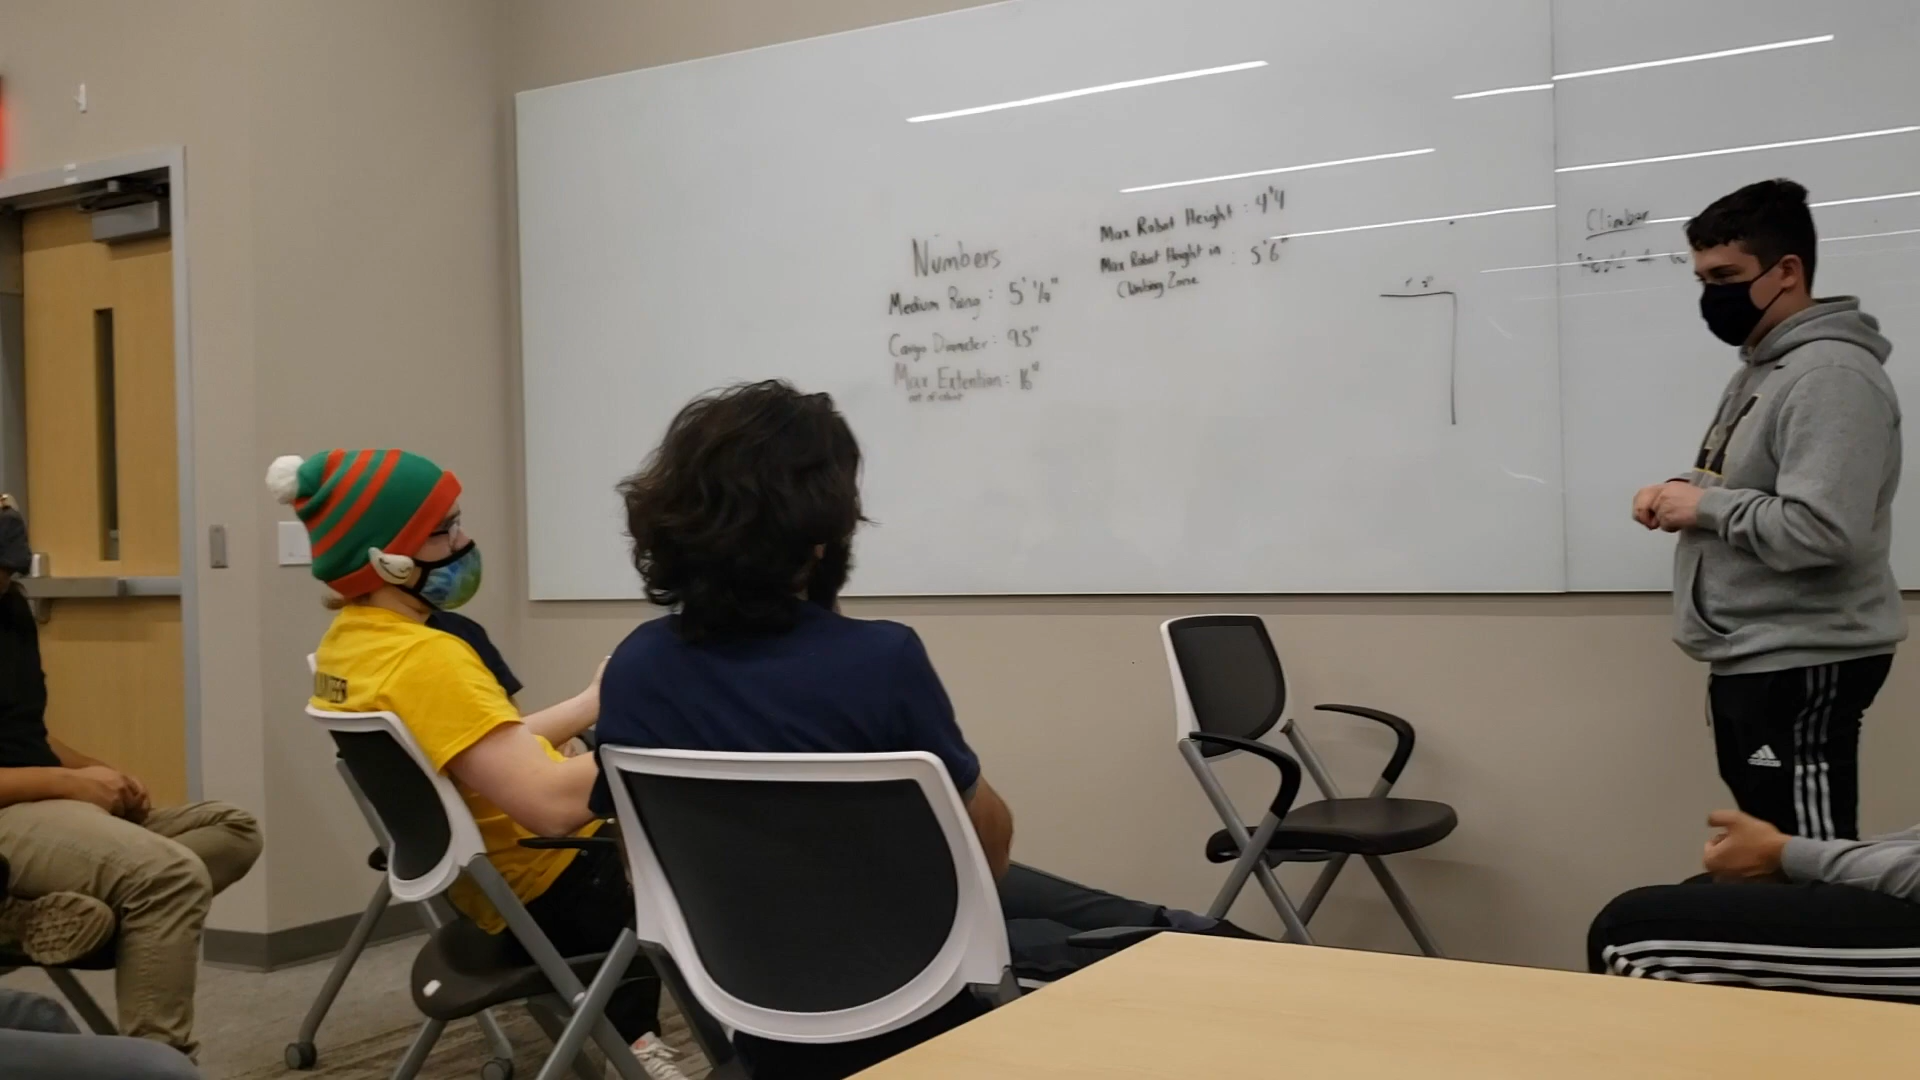 Numbers
Medium Rung: 5' 1/4"
Cargo Diameter: 9.5"
Max Extention: 16"
out of robot
Max Robot Height: 4'4
Max Robot Height in : 5'6"
Climbing Zone
Climber
adidas